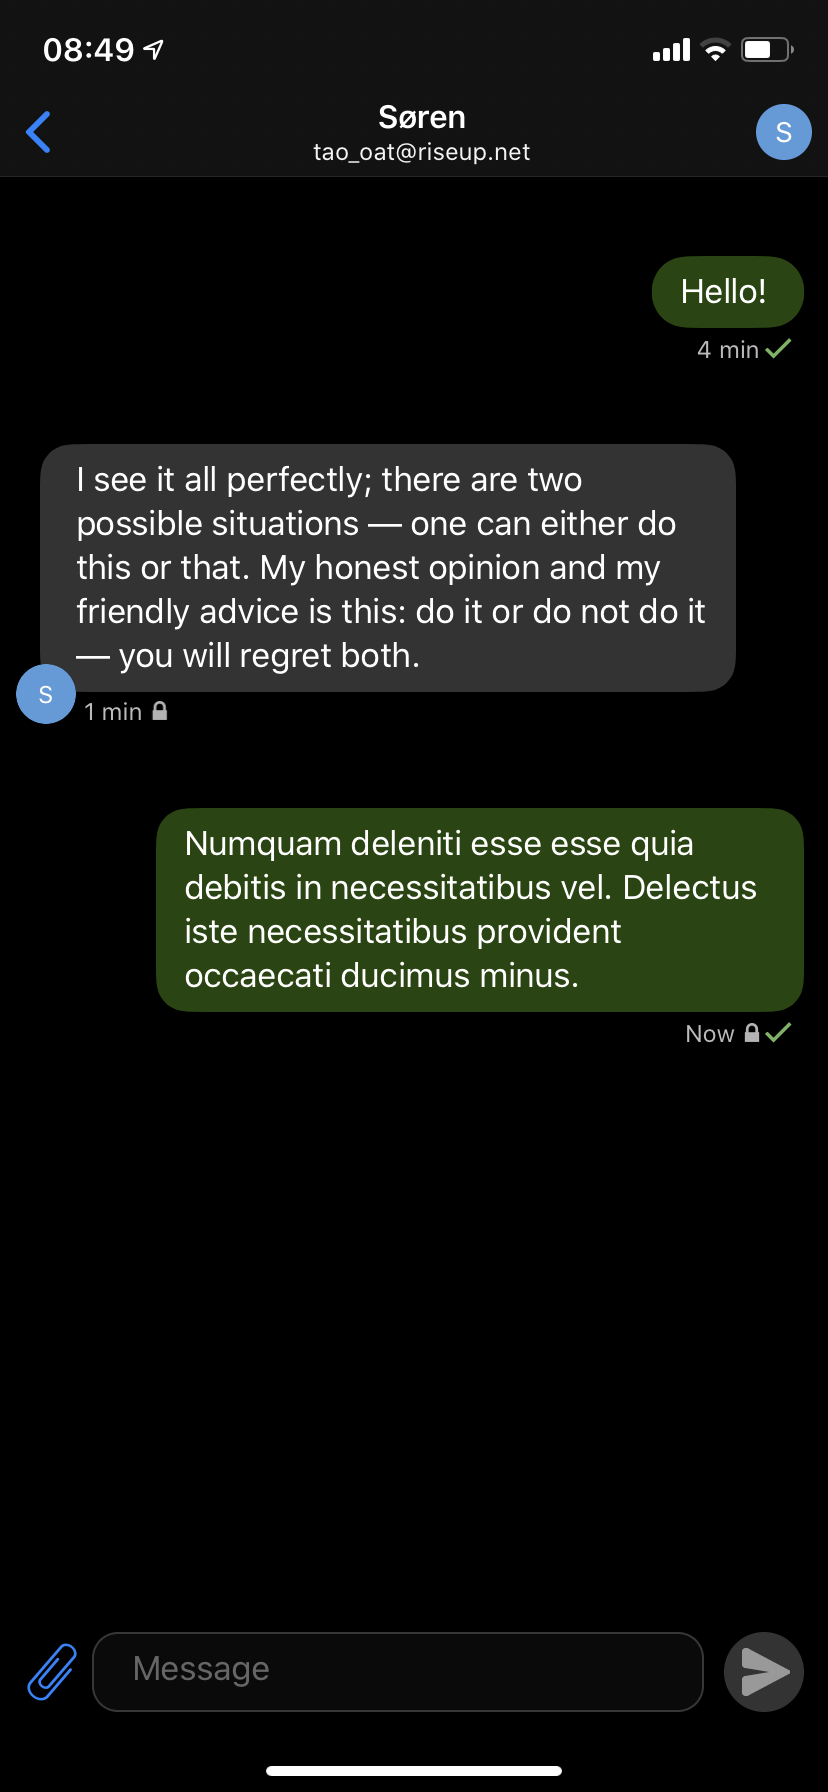 08:49
Søren
tao_oat@riseup.net
S
Hello!
4 min
I see it all perfectly; there are two
possible situations — one can either do
this or that. My honest opinion and my
friendly advice is this: do it or do not do it
— you will regret both.
S
1 min
Numquam deleniti esse esse quia
debitis in necessitatibus vel. Delectus
iste necessitatibus provident
occaecati ducimus minus.
Now
Message